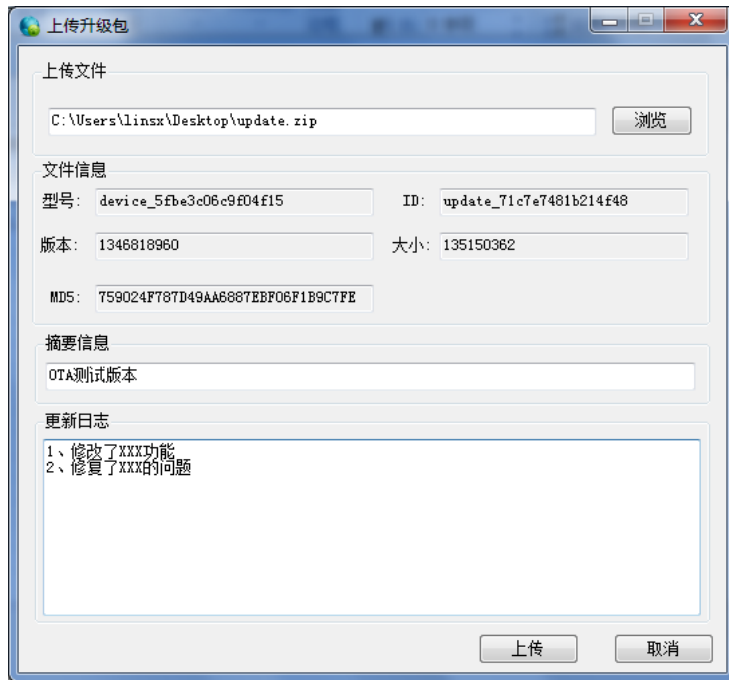 上传升级包
上传文件
C:\Users\linsx\Desktop\update.zip
浏览
文件信息
型号: device_5fbe3c06c9f04f15 ID: update_71c7e7481b214f48
版本: 1346818960 大小: 135150362
MD5: 759024F787D49AA6887EBF06F1B9C7FE
摘要信息
OTA测试版本
更新日志
1、修改了XXX功能
2、修复了XXX的问题
上传 取消